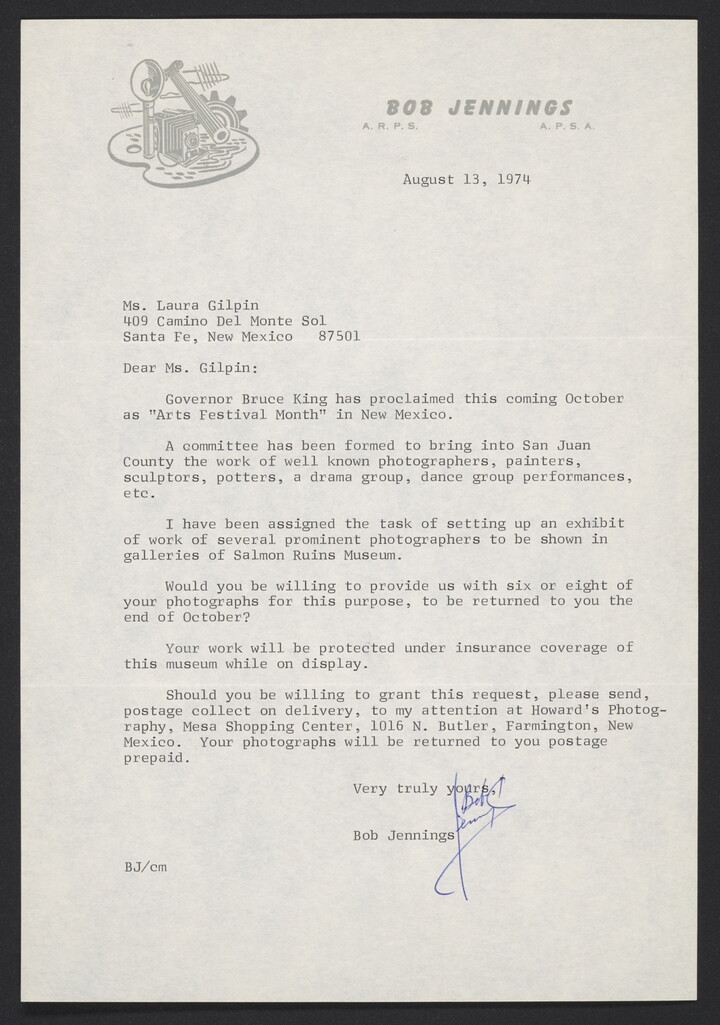 BOB JENNINGS
A. R. P. S. A. P. S. A.
August 13, 1974
Ms. Laura Gilpin
409 Camino Del Monte Sol
Santa Fe, New Mexico 87501
Dear Ms. Gilpin:
Governor Bruce King has proclaimed this coming October
as "Arts Festival Month" in New Mexico.
A committee has been formed to bring into San Juan
County the work of well known photographers, painters,
sculptors, potters, a drama group, dance group performances,
etc.
I have been assigned the task of setting up an exhibit
of work of several prominent photographers to be shown in
galleries of Salmon Ruins Museum.
Would you be willing to provide us with six or eight of
your photographs for this purpose, to be returned to you the
end of October?
Your work will be protected under insurance coverage of
this museum while on display.
Should you be willing to grant this request, please send,
postage collect on delivery, to my attention at Howard's Photog-
raphy, Mesa Shopping Center, 1016 N. Butler, Farmington, New
Mexico. Your photographs will be returned to you postage
prepaid.
Very truly yours,
Bob
Bob Jennings
BJ/cm